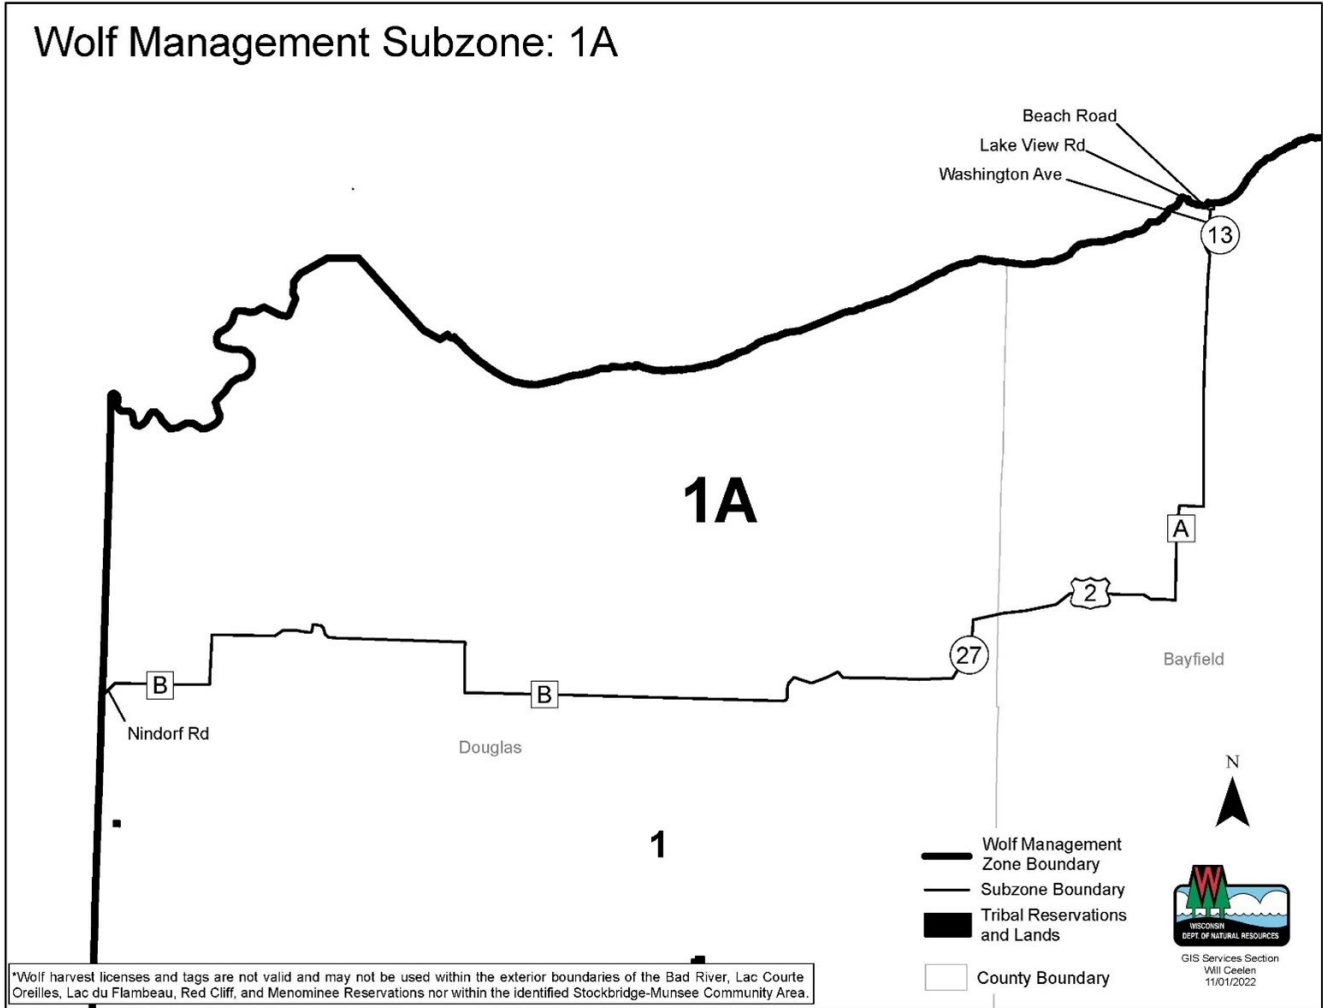 Wolf Management Subzone: 1A
Beach Road
Lake View Rd
Washington Ave
13
1A
A
2
27
Bayfield
B
B
Nindorf Rd
Douglas
N
1
Wolf Management
Zone Boundary
Subzone Boundary
Tribal Reservations
and Lands
County Boundary
W
WISCONSIN
DEPT. OF NATURAL RESOURCES
GIS Services Section
Will Ceelen
11/01/2022
*Wolf harvest licenses and tags are not valid and may not be used within the exterior boundaries of the Bad River, Lac Courte
Oreilles, Lac du Flambeau, Red Cliff, and Menominee Reservations nor within the identified Stockbridge-Munsee Community Area.